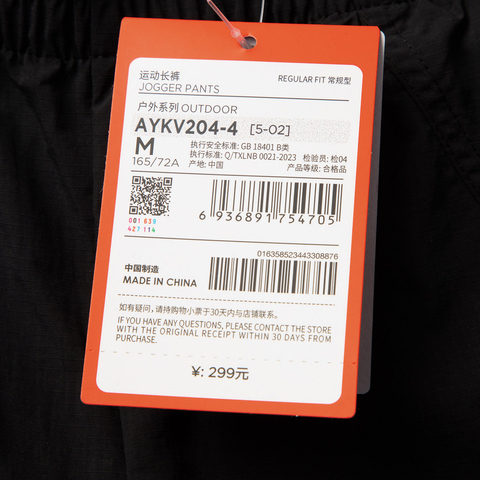 运动长裤
JOGGER PANTS
REGULAR FIT 常规型
户外系列 OUTDOOR
AYKV204-4 [5-02]
M
165/72A
执行安全标准: GB 18401 B类
执行标准: Q/TXLNB 0021-2023 检验员: 检04
产地: 中国 产品等级: 合格品
001 639
427 114
6 936891 754705
016358523443308876
中国制造
MADE IN CHINA
如有疑问，请持购物小票于30天内与店铺联系。
IF YOU HAVE ANY QUESTIONS, PLEASE CONTACT THE STORE
WITH THE ORIGINAL RECEIPT WITHIN 30 DAYS FROM
PURCHASE.
¥: 299元